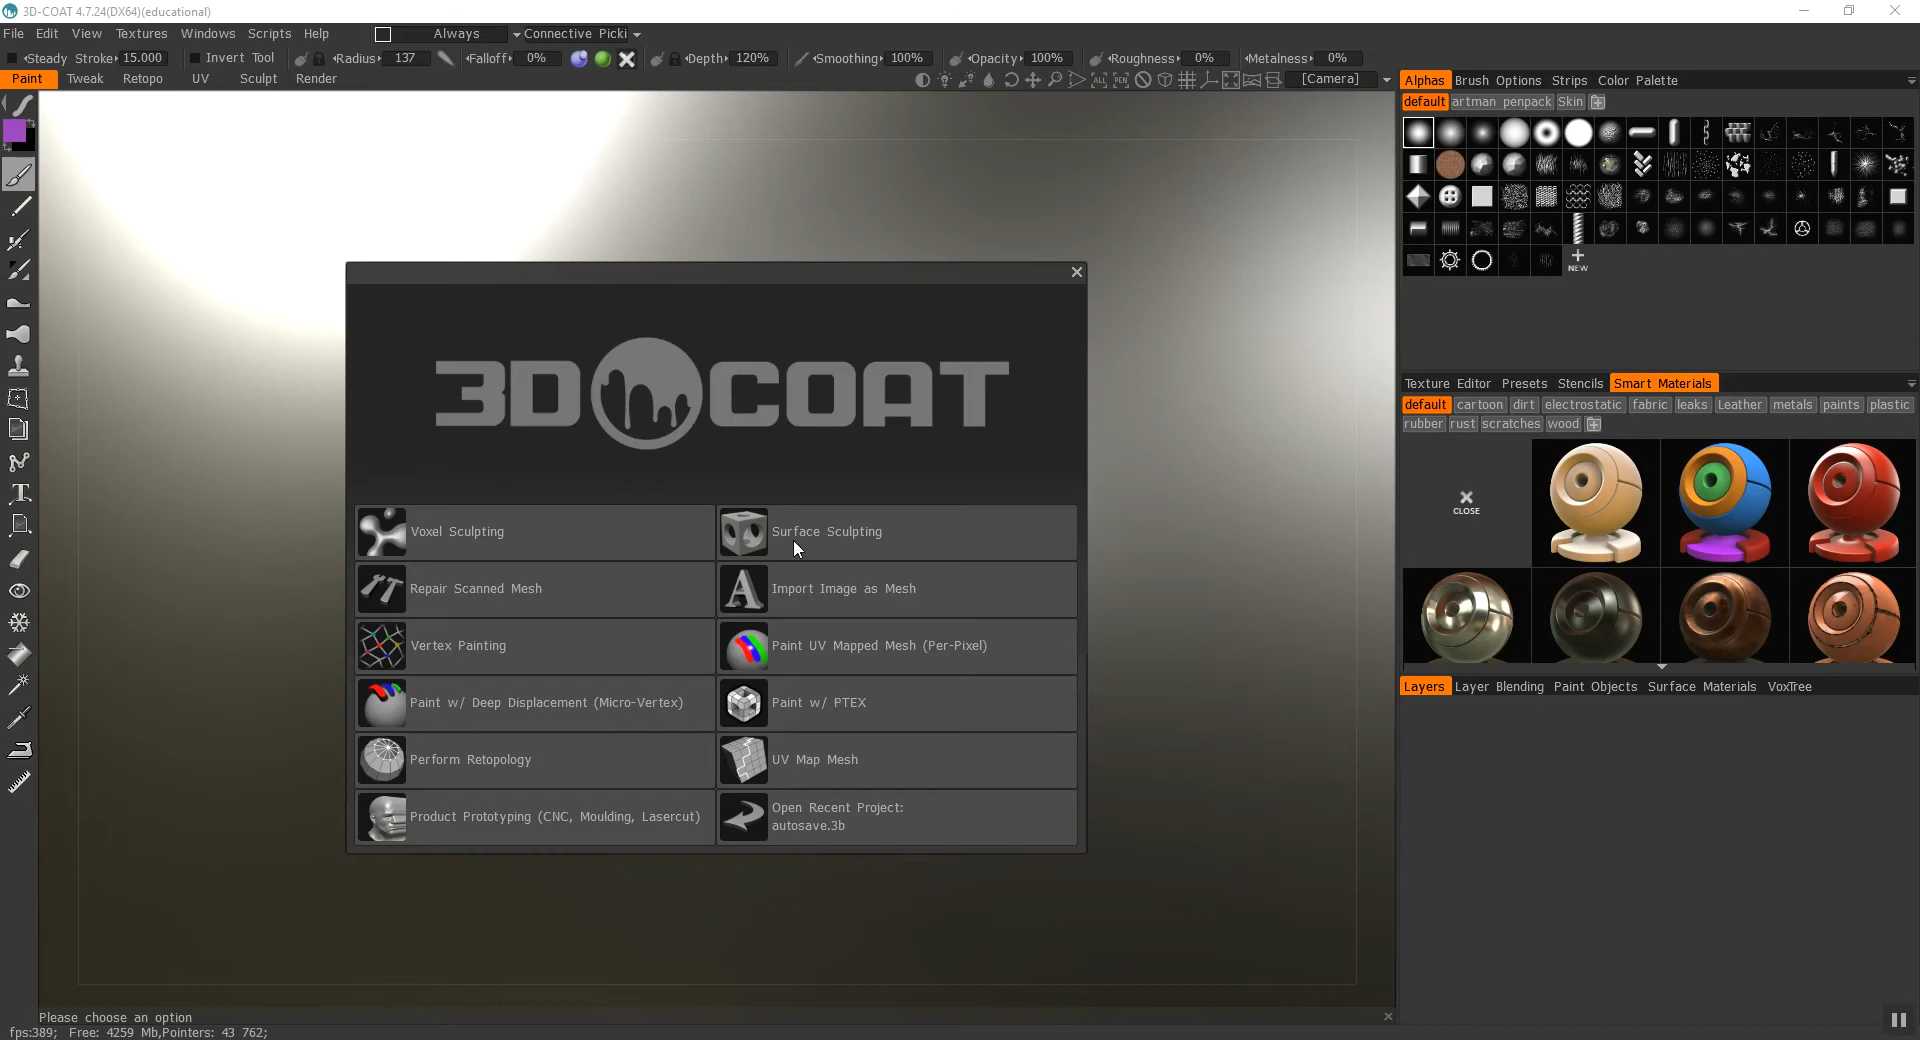 3D-COAT 4.7.24(DX64)(educational)
File Edit View Textures Windows Scripts Help Always Connective Picki
Steady Stroke 15.000 Invert Tool Radius 137 Falloff 0% Depth 120% Smoothing 100% Opacity 100% Roughness 0% Metalness 0%
Paint Tweak Retopo UV Sculpt Render ALL PEN [Camera]
Alphas Brush Options Strips Color Palette
default artman penpack Skin
NEW
3D COAT
Voxel Sculpting
Surface Sculpting
Repair Scanned Mesh
Import Image as Mesh
Vertex Painting
Paint UV Mapped Mesh (Per-Pixel)
Paint w/ Deep Displacement (Micro-Vertex)
Paint w/ PTEX
Perform Retopology
UV Map Mesh
Product Prototyping (CNC, Moulding, Lasercut)
Open Recent Project:
autosave.3b
Texture Editor Presets Stencils Smart Materials
default cartoon dirt electrostatic fabric leaks Leather metals paints plastic
rubber rust scratches wood
CLOSE
Layers Layer Blending Paint Objects Surface Materials VoxTree
Please choose an option
fps:389; Free: 4259 Mb,Pointers: 43 762;